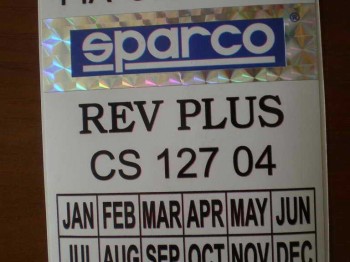 sparco ®
REV PLUS
CS 127 04
JAN FEB MAR APR MAY JUN
JUL AUG SEP OCT NOV DEC